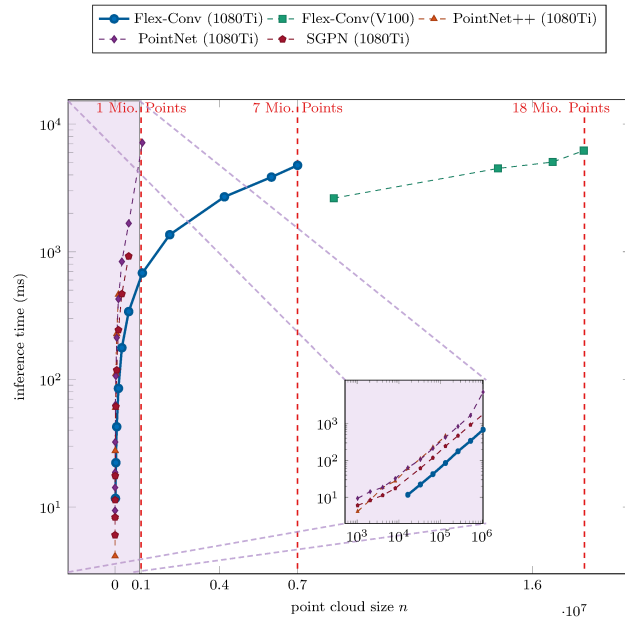 Flex-Conv (1080Ti) Flex-Conv(V100) PointNet++ (1080Ti)
PointNet (1080Ti) SGPN (1080Ti)
1 Mio. Points 7 Mio. Points 18 Mio. Points
10^4
10^3
10^2
10^1
inference time (ms)
10^3
10^2
10^1
10^3 10^4 10^5 10^6
0 0.1 0.4 0.7 1.6
·10^7
point cloud size n